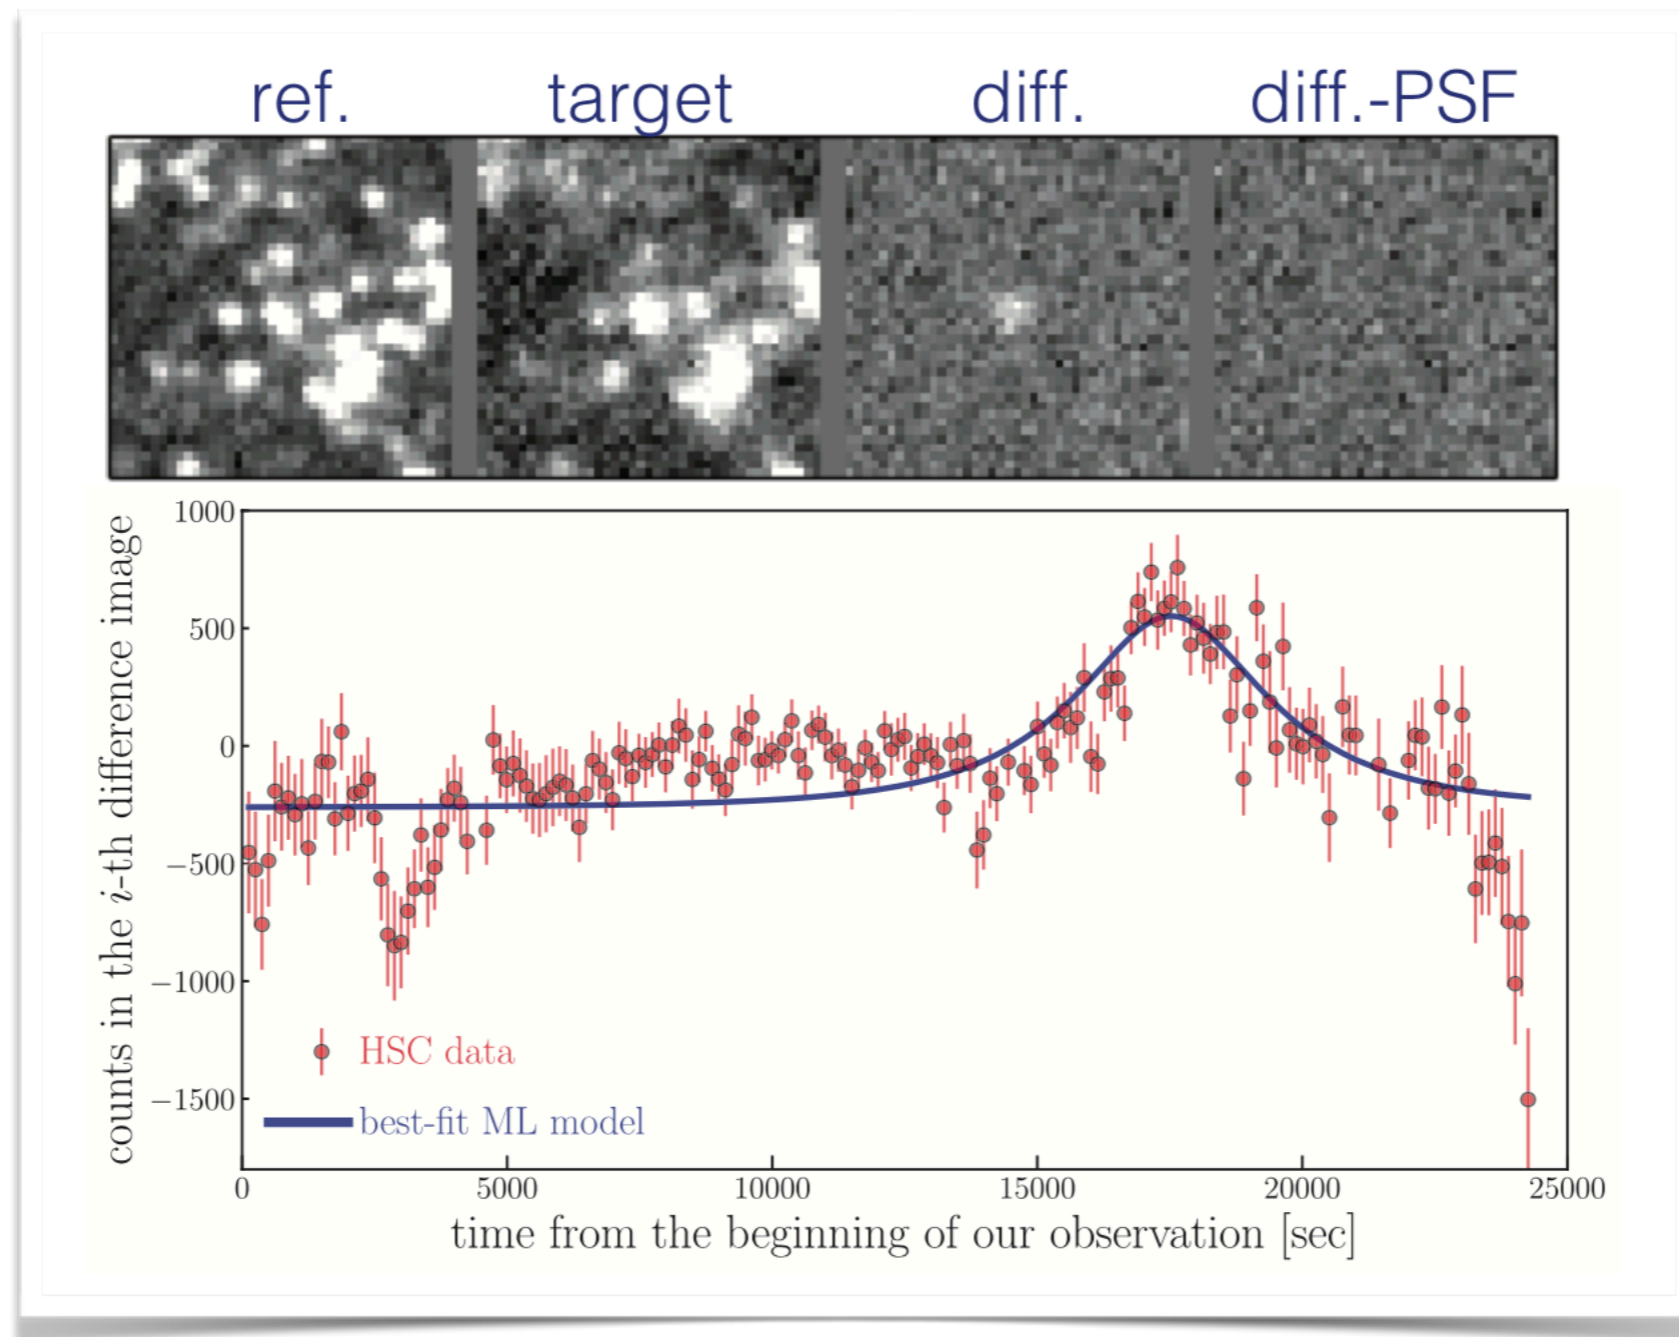 ref. target diff. diff.-PSF
counts in the i-th difference image
1000
500
0
−500
−1000
−1500
HSC data
best-fit ML model
0 5000 10000 15000 20000 25000
time from the beginning of our observation [sec]